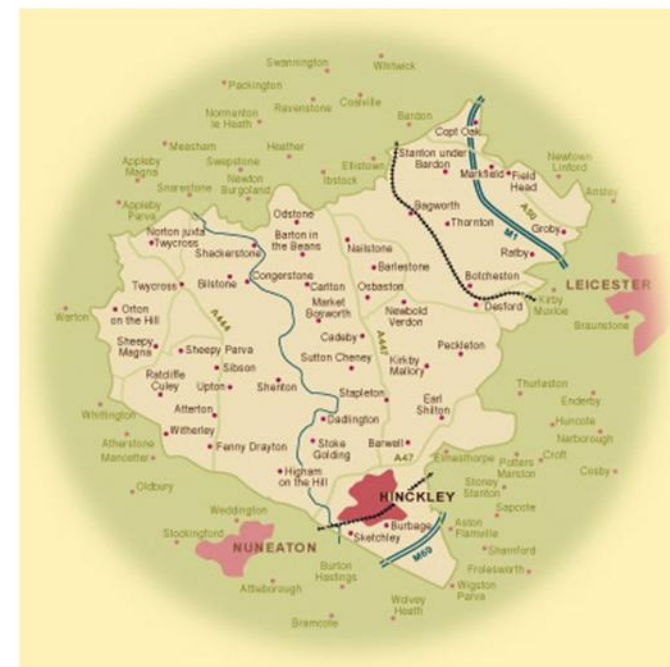 Swannington
Whitwick
Packington
Ravenstone
Coalville
Normanton
le Heath
Bardon
Copt Oak
Measham
Heather
Stanton under
Bardon
Appleby
Magna
Swepstone
Ellistown
Markfield
Field
Head
Newtown
Linford
Newton
Burgoland
Ibstock
Snarestone
Anstey
Appleby
Parva
Odstone
Bagworth
A50
Thornton
Groby
M1
Norton juxta
Twycross
Barton in
the Beans
Shackerstone
Nailstone
Ratby
Barlestone
Botcheston
LEICESTER
Twycross
Bilstone
Congerstone
Carlton
Osbaston
Kirby
Muxloe
Desford
Market
Bosworth
Newbold
Verdon
Braunstone
Orton
on the Hill
Warton
A444
Cadeby
A447
Peckleton
Sheepy
Magna
Sheepy Parva
Sutton Cheney
Kirkby
Mallory
Sibson
Ratcliffe
Culey
Upton
Shenton
Stapleton
Earl
Shilton
Thurlaston
Enderby
Atterton
Dadlington
Whittington
Huncote
Narborough
Witherley
Atherstone
Fenny Drayton
Stoke
Golding
Barwell
Mancetter
A47
Elmesthorpe
Potters
Marston
Croft
Cosby
Higham
on the Hill
Stoney
Stanton
Oldbury
HINCKLEY
Sapcote
Weddington
Burbage
Aston
Flamville
Stockingford
Sketchley
NUNEATON
M69
Sharnford
Burton
Hastings
Frolesworth
Attleborough
Wigston
Parva
Wolvey
Heath
Bramcote